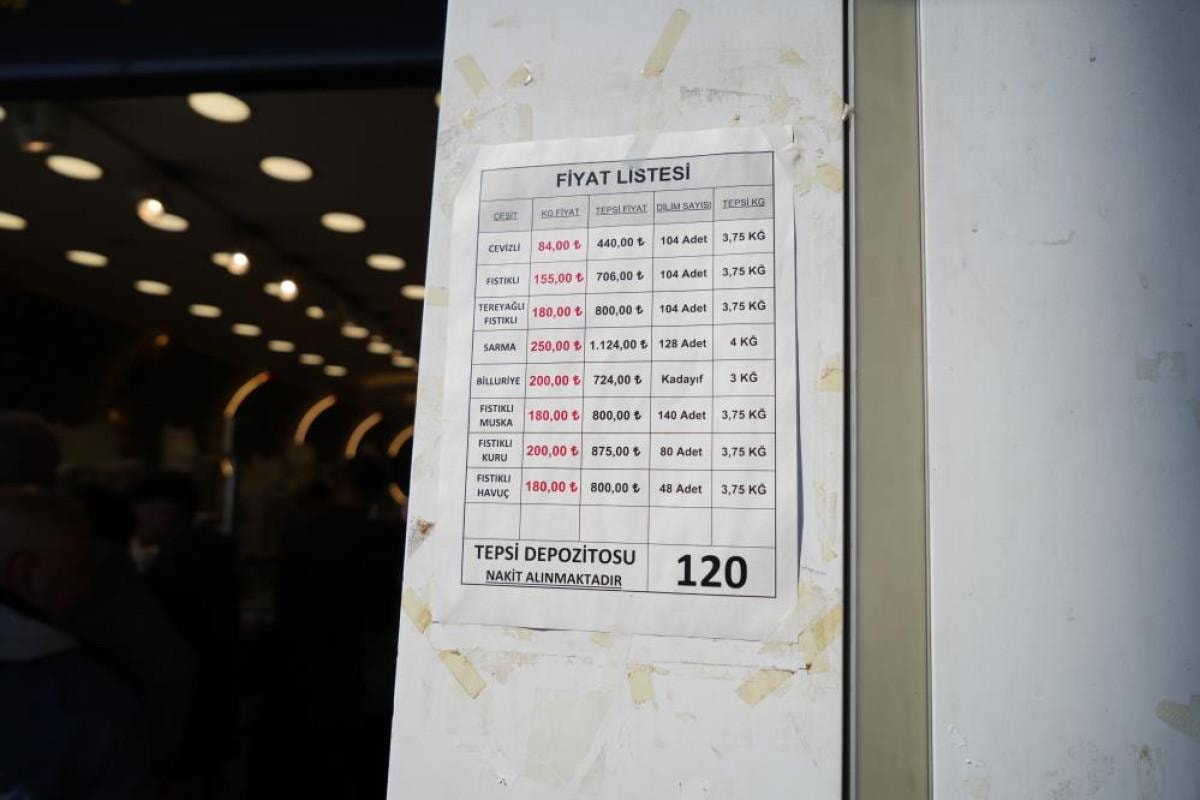 FİYAT LİSTESİ
ÇEŞİT KG FİYAT TEPSİ FİYAT DİLİM SAYISI TEPSİ KG
CEVİZLİ 84,00 ₺ 440,00 ₺ 104 Adet 3,75 KĞ
FISTIKLI 155,00 ₺ 706,00 ₺ 104 Adet 3,75 KĞ
TEREYAĞLI
FISTIKLI 180,00 ₺ 800,00 ₺ 104 Adet 3,75 KĞ
SARMA 250,00 ₺ 1.124,00 ₺ 128 Adet 4 KĞ
BİLLURİYE 200,00 ₺ 724,00 ₺ Kadayıf 3 KĞ
FISTIKLI
MUSKA 180,00 ₺ 800,00 ₺ 140 Adet 3,75 KĞ
FISTIKLI
KURU 200,00 ₺ 875,00 ₺ 80 Adet 3,75 KĞ
FISTIKLI
HAVUÇ 180,00 ₺ 800,00 ₺ 48 Adet 3,75 KĞ
TEPSİ DEPOZİTOSU 120
NAKİT ALINMAKTADIR